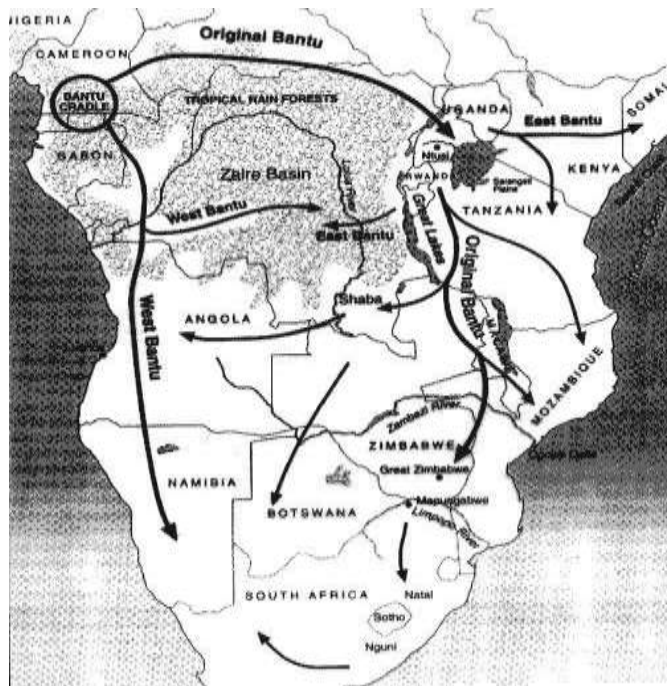 NIGERIA
Original Bantu
CAMEROON
BANTU
CRADLE
TROPICAL RAIN FORESTS
UGANDA
SOMAL
East Bantu
GABON
Ntusi
KENYA
Zaire Basin
RWANDA
Serengeti
Plains
West Bantu
TANZANIA
East Bantu
Great Lakes
Original Bantu
Shaba
ANGOLA
West Bantu
MOZAMBIQUE
Zambezi River
ZIMBABWE
Great Zimbabwe
NAMIBIA
Mapungabwe
BOTSWANA
Limpopo River
SOUTH AFRICA
Natal
Sotho
Nguni